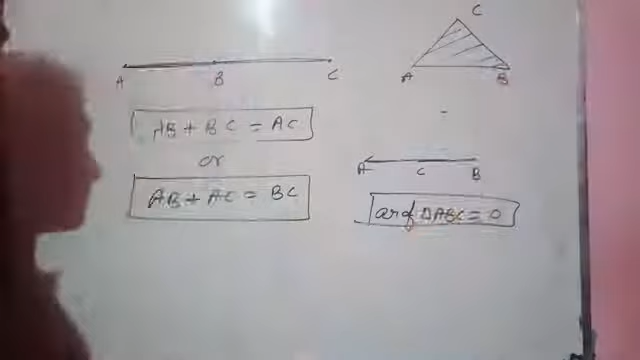 A B C
AB + BC = AC
or
AB + AC = BC
C
A B
A C B
ar of ΔABC = 0